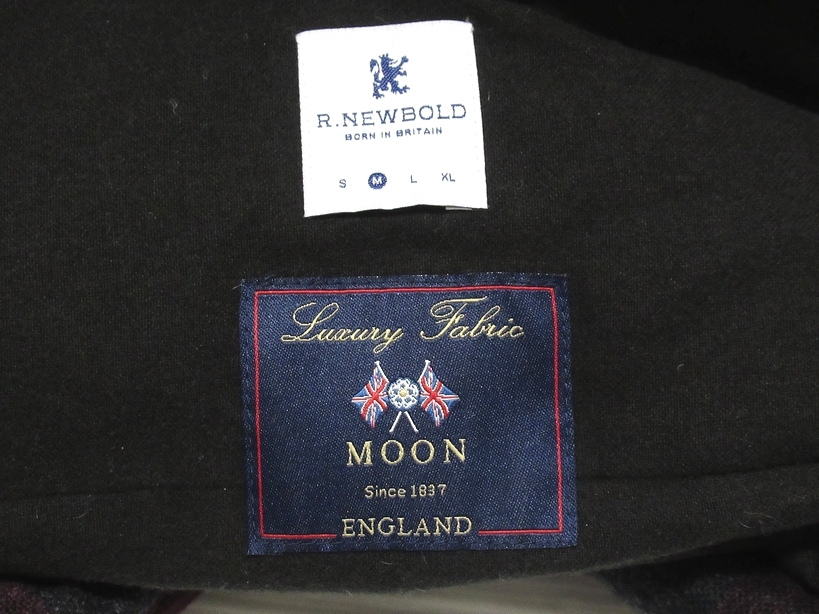 R.NEWBOLD
BORN IN BRITAIN
S M L XL
Luxury Fabric
MOON
Since 1837
ENGLAND